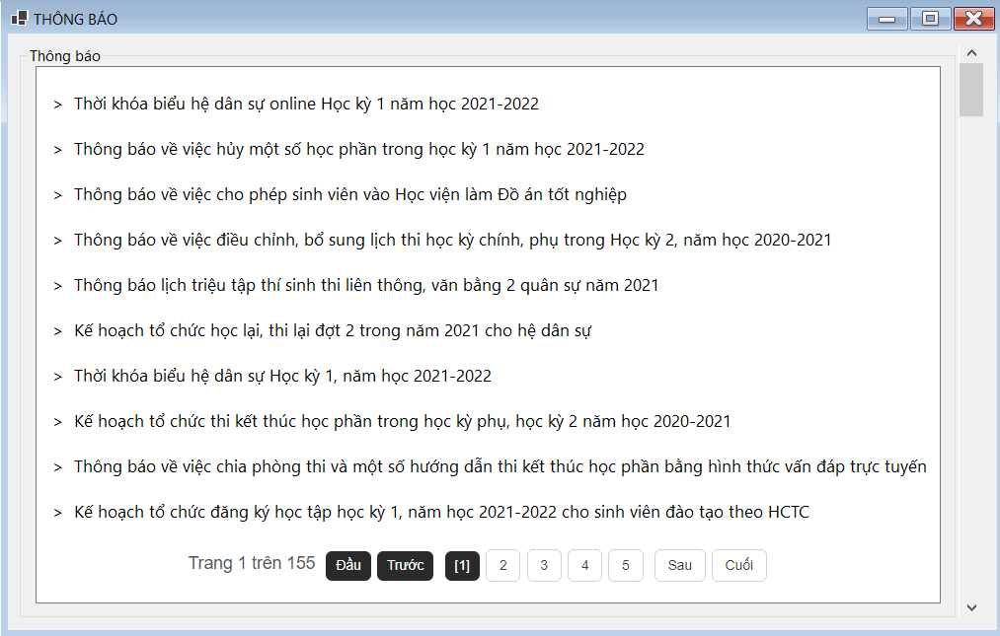 THÔNG BÁO
Thông báo
> Thời khóa biểu hệ dân sự online Học kỳ 1 năm học 2021-2022
> Thông báo về việc hủy một số học phần trong học kỳ 1 năm học 2021-2022
> Thông báo về việc cho phép sinh viên vào Học viện làm Đồ án tốt nghiệp
> Thông báo về việc điều chỉnh, bổ sung lịch thi học kỳ chính, phụ trong Học kỳ 2, năm học 2020-2021
> Thông báo lịch triệu tập thí sinh thi liên thông, văn bằng 2 quân sự năm 2021
> Kế hoạch tổ chức học lại, thi lại đợt 2 trong năm 2021 cho hệ dân sự
> Thời khóa biểu hệ dân sự Học kỳ 1, năm học 2021-2022
> Kế hoạch tổ chức thi kết thúc học phần trong học kỳ phụ, học kỳ 2 năm học 2020-2021
> Thông báo về việc chia phòng thi và một số hướng dẫn thi kết thúc học phần bằng hình thức vấn đáp trực tuyến
> Kế hoạch tổ chức đăng ký học tập học kỳ 1, năm học 2021-2022 cho sinh viên đào tạo theo HCTC
Trang 1 trên 155 Đầu Trước [1] 2 3 4 5 Sau Cuối